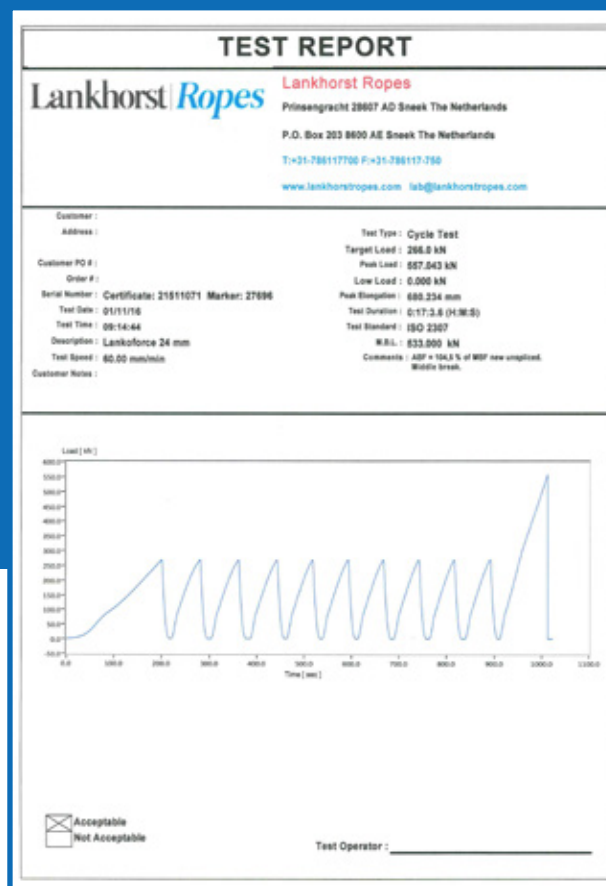 TEST REPORT
Lankhorst Ropes
Lankhorst Ropes
Prinsengracht 28607 AD Sneek The Netherlands
P.O. Box 203 8600 AE Sneek The Netherlands
T:+31-786117700 F:+31-786117-750
www.lankhorstropes.com lab@lankhorstropes.com
Customer :
Address :
Customer PO # :
Order # :
Serial Number : Certificate: 21511071 Marker: 27696
Test Date : 01/11/16
Test Time : 09:14:44
Description : Lankoforce 24 mm
Test Speed : 60.00 mm/min
Customer Notes :
Test Type : Cycle Test
Target Load : 266.0 kN
Peak Load : 557.043 kN
Low Load : 0.000 kN
Peak Elongation : 680.234 mm
Test Duration : 0:17:3.6 (H:M:S)
Test Standard : ISO 2307
M.B.L. : 533.000 kN
Comments : ABF = 104,5 % of MBF new unspliced.
Middle break.
Load [ kN ]
600.0
550.0
500.0
450.0
400.0
350.0
300.0
250.0
200.0
150.0
100.0
50.0
0.0
-50.0
0.0 100.0 200.0 300.0 400.0 500.0 600.0 700.0 800.0 900.0 1000.0 1100.0
Time [ sec ]
Acceptable
Not Acceptable
Test Operator :